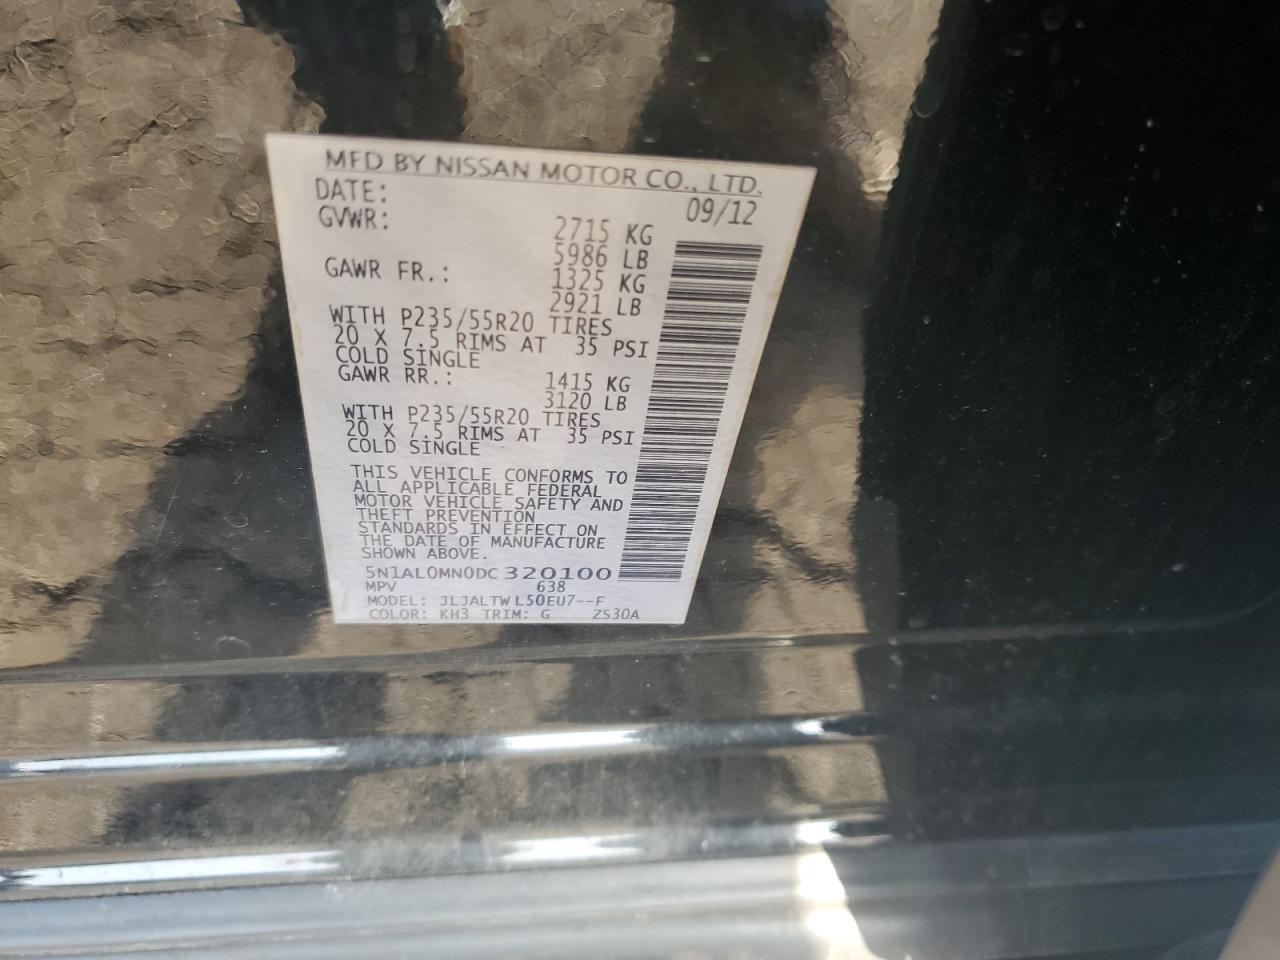 MFD BY NISSAN MOTOR CO., LTD.
DATE: 09/12
GVWR: 2715 KG
5986 LB
GAWR FR.: 1325 KG
2921 LB
WITH P235/55R20 TIRES
20 X 7.5 RIMS AT 35 PSI
COLD SINGLE
GAWR RR.: 1415 KG
3120 LB
WITH P235/55R20 TIRES
20 X 7.5 RIMS AT 35 PSI
COLD SINGLE
THIS VEHICLE CONFORMS TO
ALL APPLICABLE FEDERAL
MOTOR VEHICLE SAFETY AND
THEFT PREVENTION
STANDARDS IN EFFECT ON
THE DATE OF MANUFACTURE
SHOWN ABOVE.
5N1AL0MN0DC 320100
MPV 638
MODEL: JLJALTW L50EU7--F
COLOR: KH3 TRIM: G ZS30A